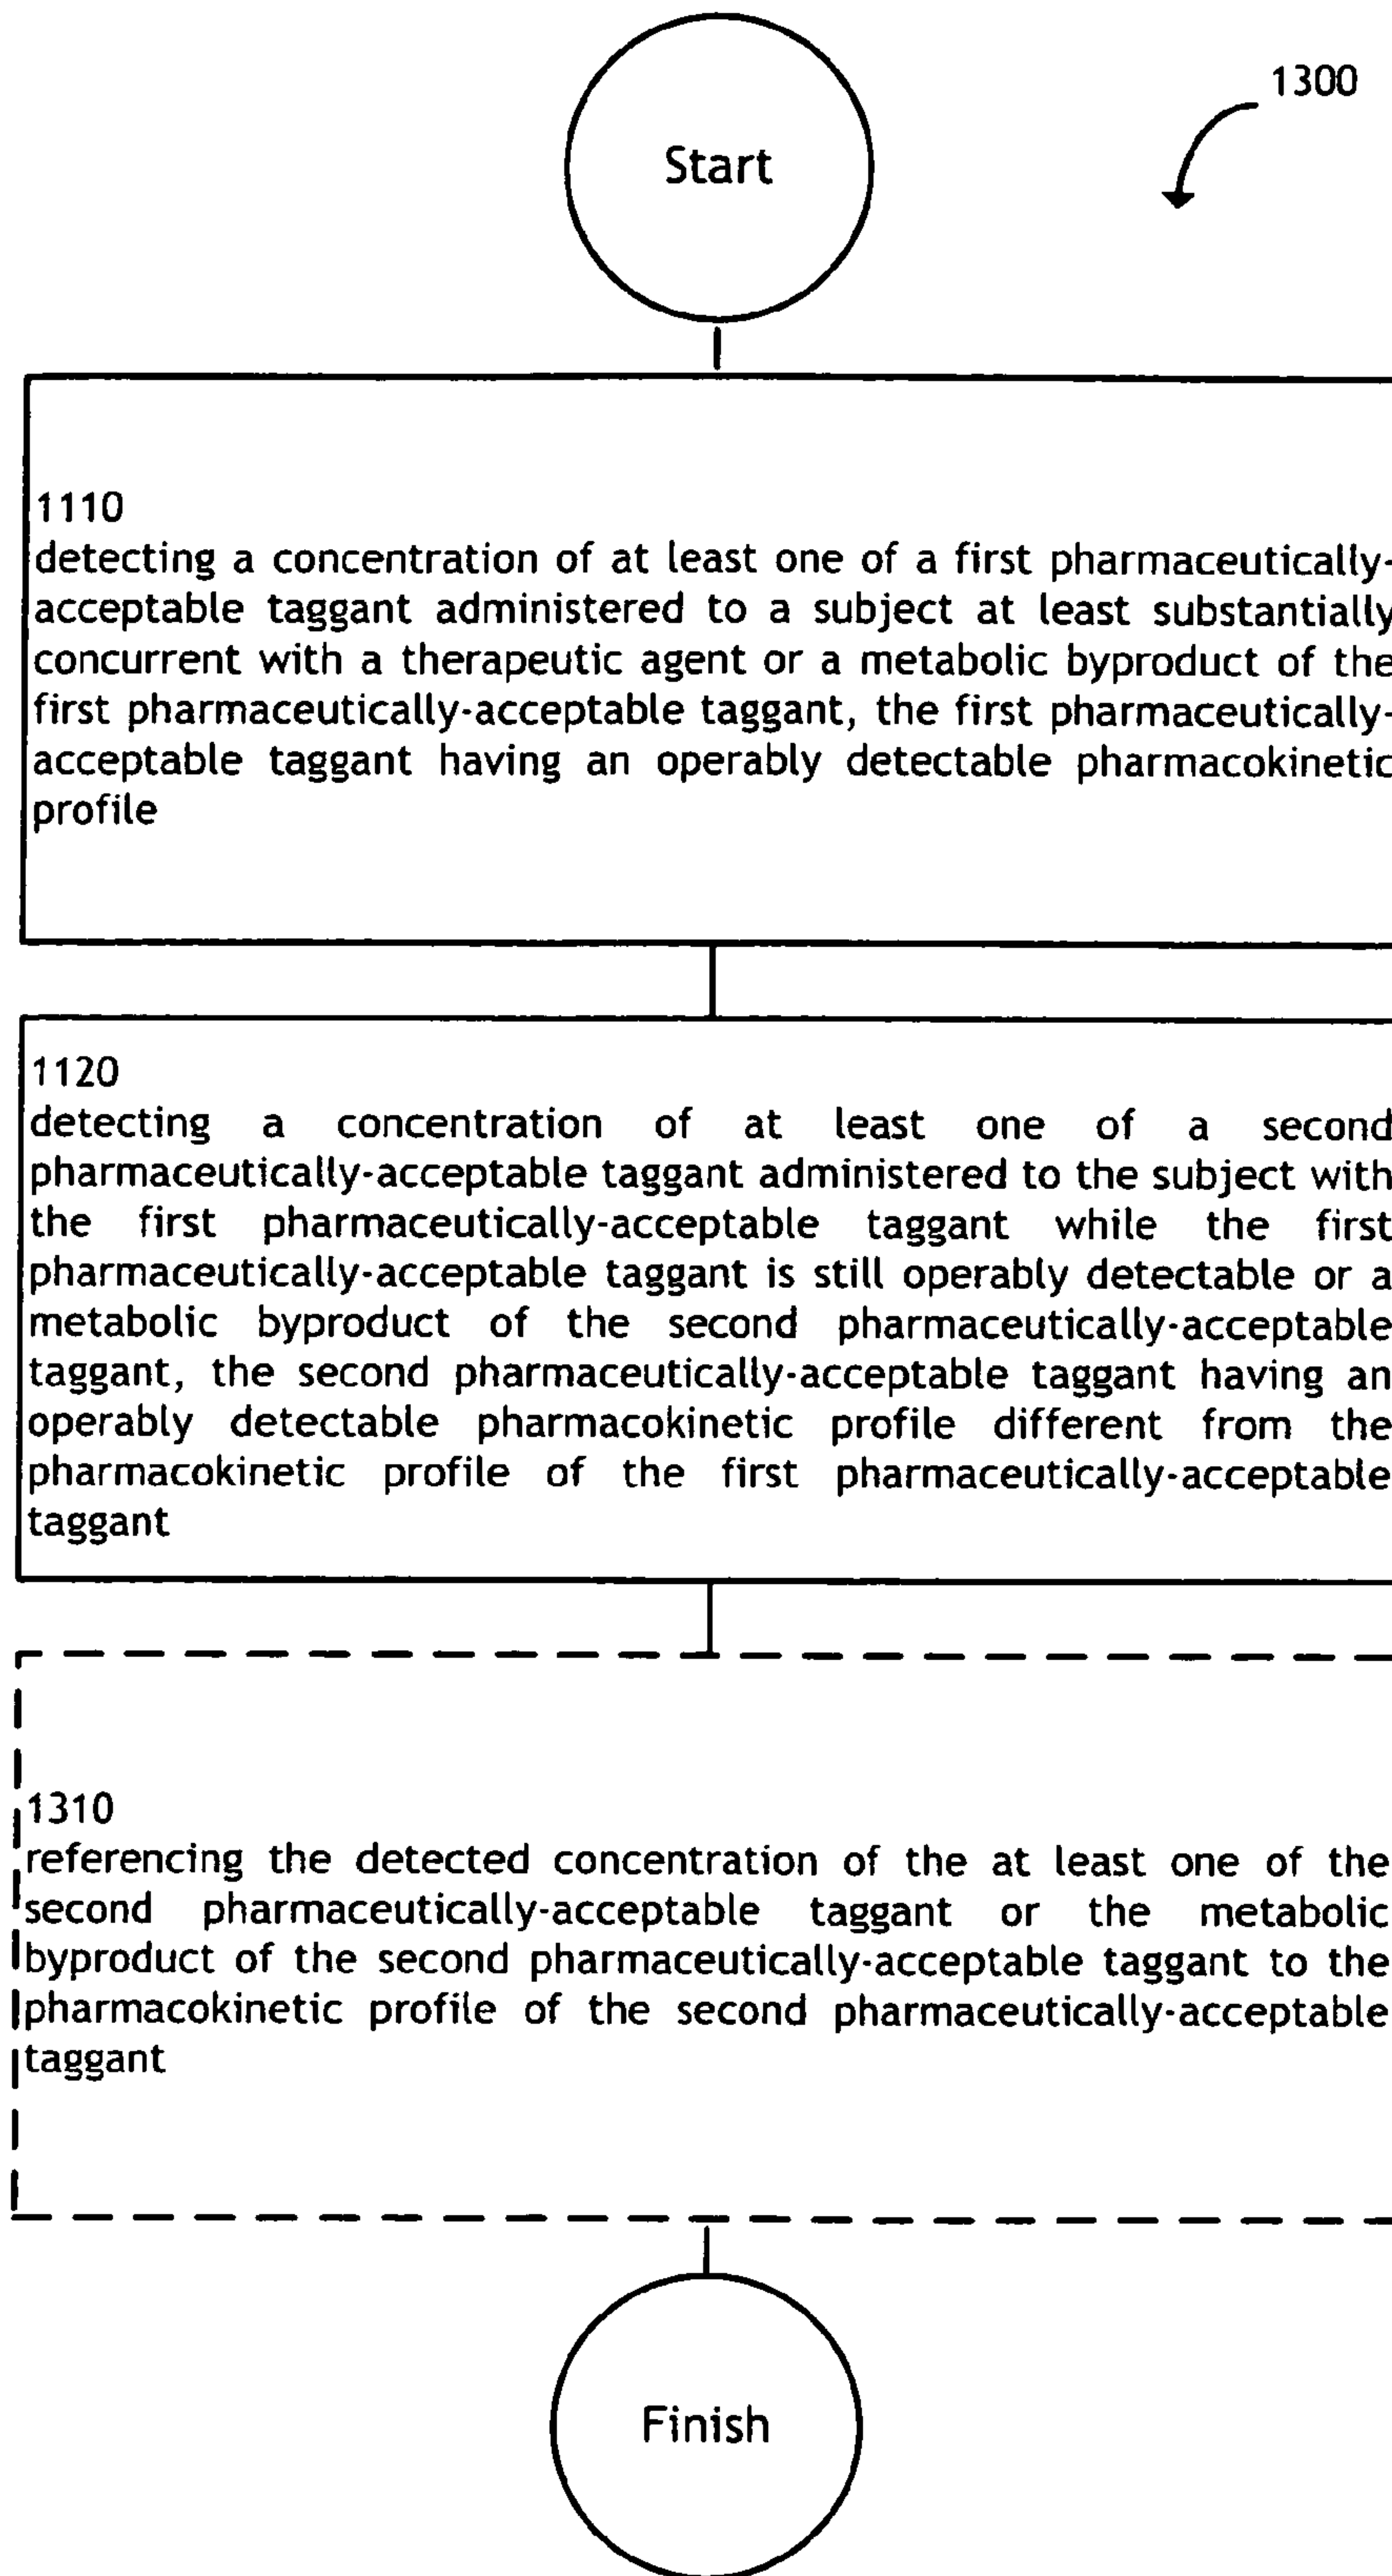 1300
Start
1110
detecting a concentration of at least one of a first pharmaceutically-
acceptable taggant administered to a subject at least substantially
concurrent with a therapeutic agent or a metabolic byproduct of the
first pharmaceutically-acceptable taggant, the first pharmaceutically-
acceptable taggant having an operably detectable pharmacokinetic
profile
1120
detecting a concentration of at least one of a second
pharmaceutically-acceptable taggant administered to the subject with
the first pharmaceutically-acceptable taggant while the first
pharmaceutically-acceptable taggant is still operably detectable or a
metabolic byproduct of the second pharmaceutically-acceptable
taggant, the second pharmaceutically-acceptable taggant having an
operably detectable pharmacokinetic profile different from the
pharmacokinetic profile of the first pharmaceutically-acceptable
taggant
1310
referencing the detected concentration of the at least one of the
second pharmaceutically-acceptable taggant or the metabolic
byproduct of the second pharmaceutically-acceptable taggant to the
pharmacokinetic profile of the second pharmaceutically-acceptable
taggant
Finish